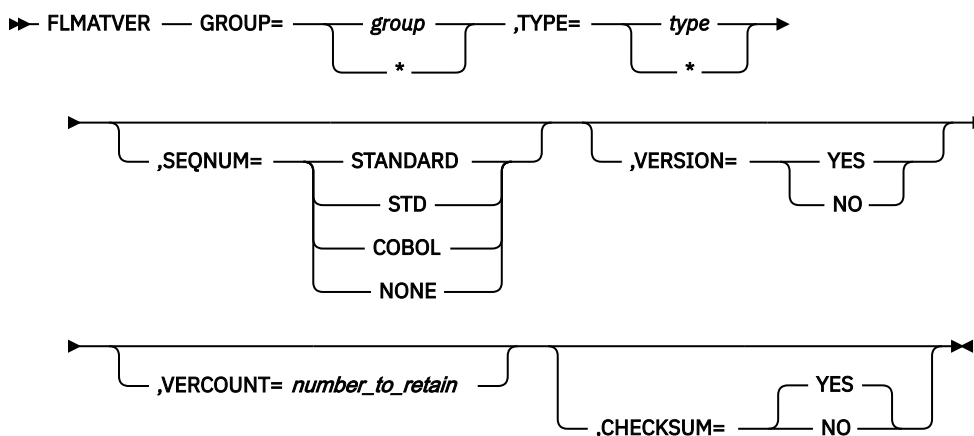 FLMATVER GROUP= group ,TYPE= type
* *
,SEQNUM= STANDARD ,VERSION= YES
STD NO
COBOL
NONE
YES
,VERCOUNT= number_to_retain
,CHECKSUM= NO